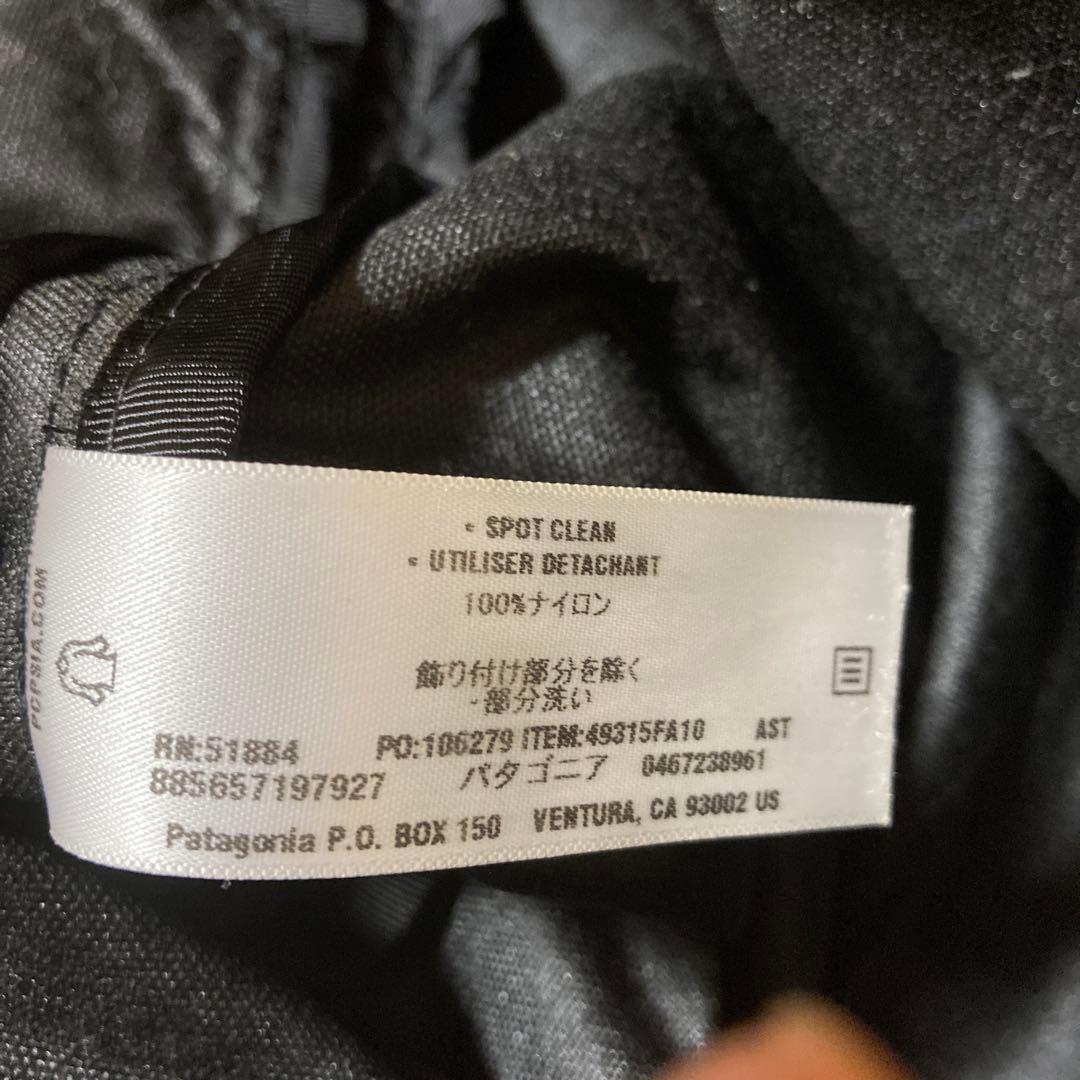 • SPOT CLEAN
• UTILISER DETACHANT
100%ナイロン
飾り付け部分を除く
・部分洗い
RN:51884 PO:106279 ITEM:49315FA10 AST
885657197927 パタゴニア 0467238961
Patagonia P.O. BOX 150 VENTURA, CA 93002 US
PCPSIA.COM